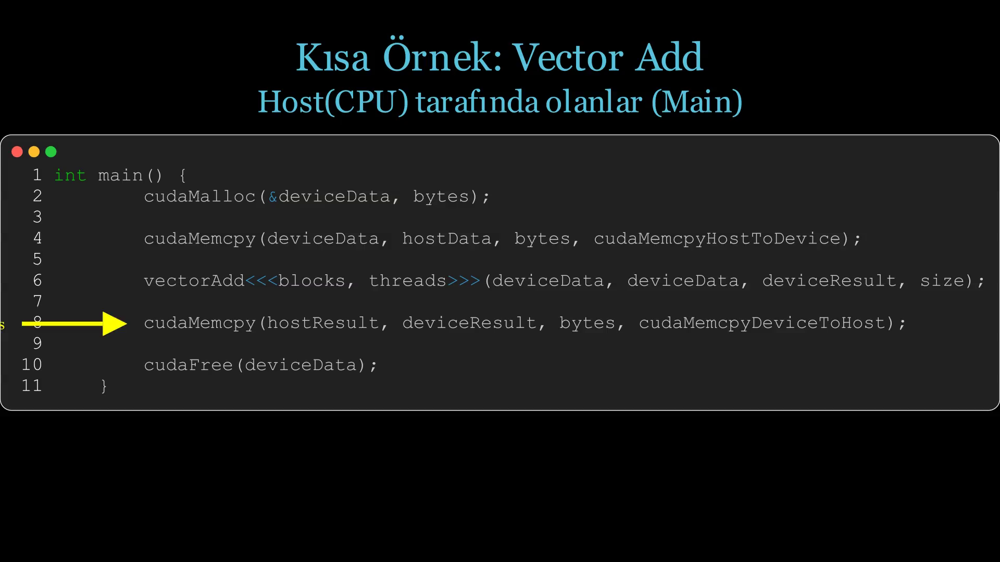 Kısa Örnek: Vector Add
Host(CPU) tarafında olanlar (Main)
1 int main() {
2 cudaMalloc(&deviceData, bytes);
3
4 cudaMemcpy(deviceData, hostData, bytes, cudaMemcpyHostToDevice);
5
6 vectorAdd<<<blocks, threads>>>(deviceData, deviceData, deviceResult, size);
7
8 cudaMemcpy(hostResult, deviceResult, bytes, cudaMemcpyDeviceToHost);
9
10 cudaFree(deviceData);
11 }